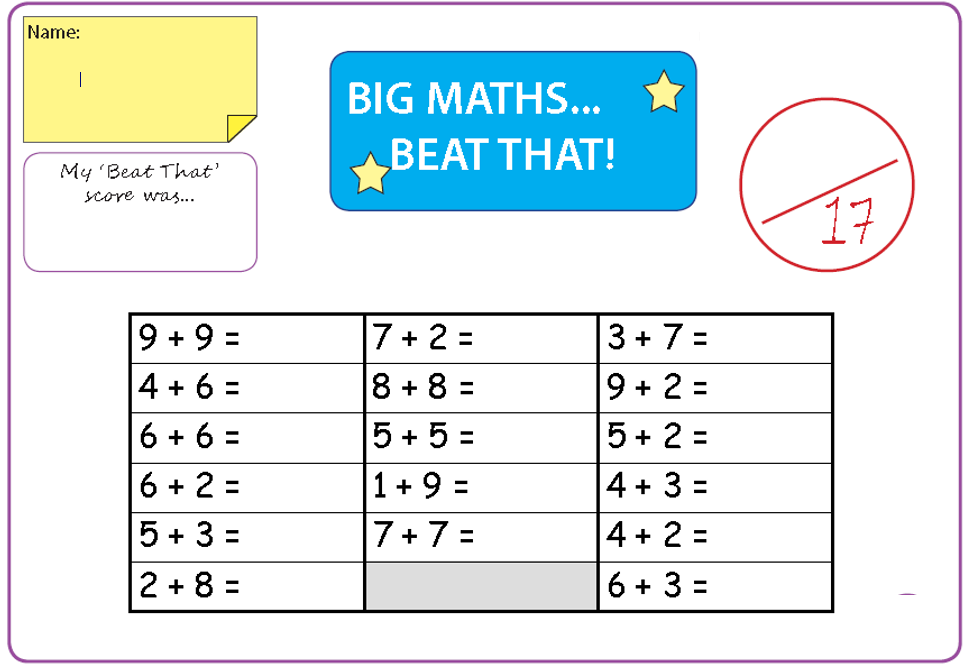 Name:
My ‘Beat That’
score was...
BIG MATHS...
BEAT THAT!
17
9 + 9 =
7 + 2 =
3 + 7 =
4 + 6 =
8 + 8 =
9 + 2 =
6 + 6 =
5 + 5 =
5 + 2 =
6 + 2 =
1 + 9 =
4 + 3 =
5 + 3 =
7 + 7 =
4 + 2 =
2 + 8 =
6 + 3 =